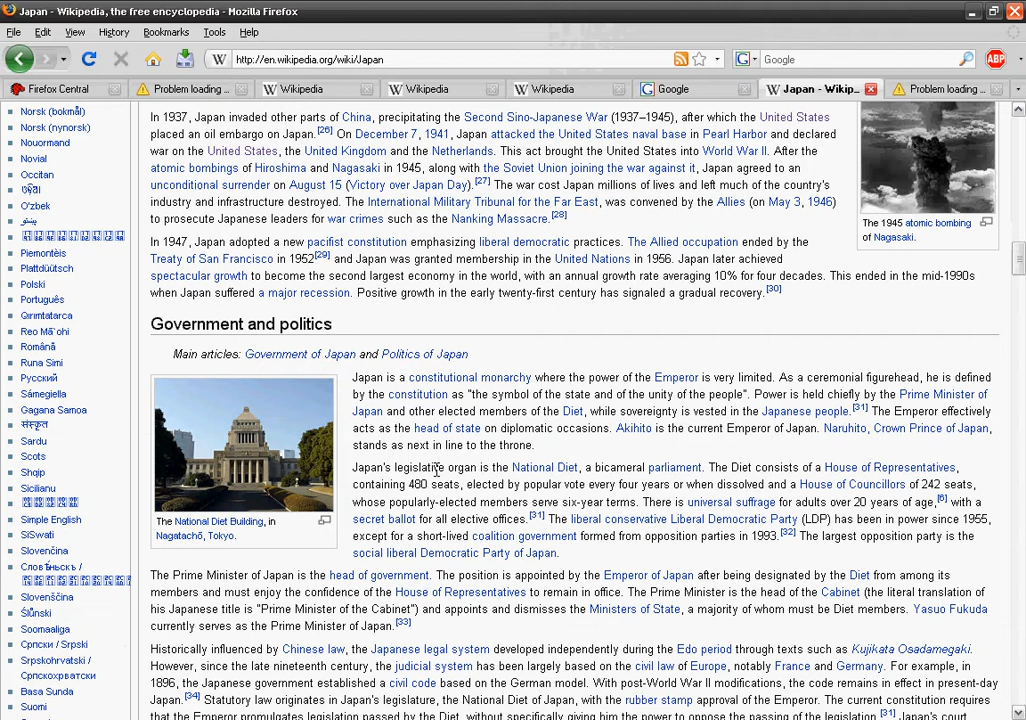 Japan - Wikipedia, the free encyclopedia - Mozilla Firefox
File Edit View History Bookmarks Tools Help
http://en.wikipedia.org/wiki/Japan
Google
ABP
Firefox Central
Problem loading ...
Wikipedia
Wikipedia
Wikipedia
Google
Japan - Wikip...
Problem loading ...
Norsk (bokmål)
Norsk (nynorsk)
Nouormand
Novial
Occitan
O'zbek
پښتو
Piemontèis
Plattdüütsch
Polski
Português
Qırımtatarca
Reo Mā`ohi
Română
Runa Simi
Русский
Sámegiella
Gagana Samoa
संस्कृत
Sardu
Scots
Shqip
Sicilianu
Simple English
SiSwati
Slovenčina
Slovenščina
Ślůnski
Soomaaliga
Српски / Srpski
Srpskohrvatski /
Српскохрватски
Basa Sunda
Suomi
In 1937, Japan invaded other parts of China, precipitating the Second Sino-Japanese War (1937–1945), after which the United States
placed an oil embargo on Japan.[26] On December 7, 1941, Japan attacked the United States naval base in Pearl Harbor and declared
war on the United States, the United Kingdom and the Netherlands. This act brought the United States into World War II. After the
atomic bombings of Hiroshima and Nagasaki in 1945, along with the Soviet Union joining the war against it, Japan agreed to an
unconditional surrender on August 15 (Victory over Japan Day).[27] The war cost Japan millions of lives and left much of the country's
industry and infrastructure destroyed. The International Military Tribunal for the Far East, was convened by the Allies (on May 3, 1946)
to prosecute Japanese leaders for war crimes such as the Nanking Massacre.[28]
The 1945 atomic bombing
of Nagasaki.
In 1947, Japan adopted a new pacifist constitution emphasizing liberal democratic practices. The Allied occupation ended by the
Treaty of San Francisco in 1952[29] and Japan was granted membership in the United Nations in 1956. Japan later achieved
spectacular growth to become the second largest economy in the world, with an annual growth rate averaging 10% for four decades. This ended in the mid-1990s
when Japan suffered a major recession. Positive growth in the early twenty-first century has signaled a gradual recovery.[30]
Government and politics
Main articles: Government of Japan and Politics of Japan
Japan is a constitutional monarchy where the power of the Emperor is very limited. As a ceremonial figurehead, he is defined
by the constitution as "the symbol of the state and of the unity of the people". Power is held chiefly by the Prime Minister of
Japan and other elected members of the Diet, while sovereignty is vested in the Japanese people.[31] The Emperor effectively
acts as the head of state on diplomatic occasions. Akihito is the current Emperor of Japan. Naruhito, Crown Prince of Japan,
stands as next in line to the throne.
Japan's legislative organ is the National Diet, a bicameral parliament. The Diet consists of a House of Representatives,
containing 480 seats, elected by popular vote every four years or when dissolved and a House of Councillors of 242 seats,
whose popularly-elected members serve six-year terms. There is universal suffrage for adults over 20 years of age,[6] with a
secret ballot for all elective offices.[31] The liberal conservative Liberal Democratic Party (LDP) has been in power since 1955,
except for a short-lived coalition government formed from opposition parties in 1993.[32] The largest opposition party is the
social liberal Democratic Party of Japan.
The National Diet Building, in
Nagatachō, Tokyo.
The Prime Minister of Japan is the head of government. The position is appointed by the Emperor of Japan after being designated by the Diet from among its
members and must enjoy the confidence of the House of Representatives to remain in office. The Prime Minister is the head of the Cabinet (the literal translation of
his Japanese title is "Prime Minister of the Cabinet") and appoints and dismisses the Ministers of State, a majority of whom must be Diet members. Yasuo Fukuda
currently serves as the Prime Minister of Japan.[33]
Historically influenced by Chinese law, the Japanese legal system developed independently during the Edo period through texts such as Kujikata Osadamegaki.
However, since the late nineteenth century, the judicial system has been largely based on the civil law of Europe, notably France and Germany. For example, in
1896, the Japanese government established a civil code based on the German model. With post-World War II modifications, the code remains in effect in present-day
Japan.[34] Statutory law originates in Japan's legislature, the National Diet of Japan, with the rubber stamp approval of the Emperor. The current constitution requires
that the Emperor promulgates legislation passed by the Diet, without specifically giving him the power to oppose the passing of the legislation.[31] Japan's court